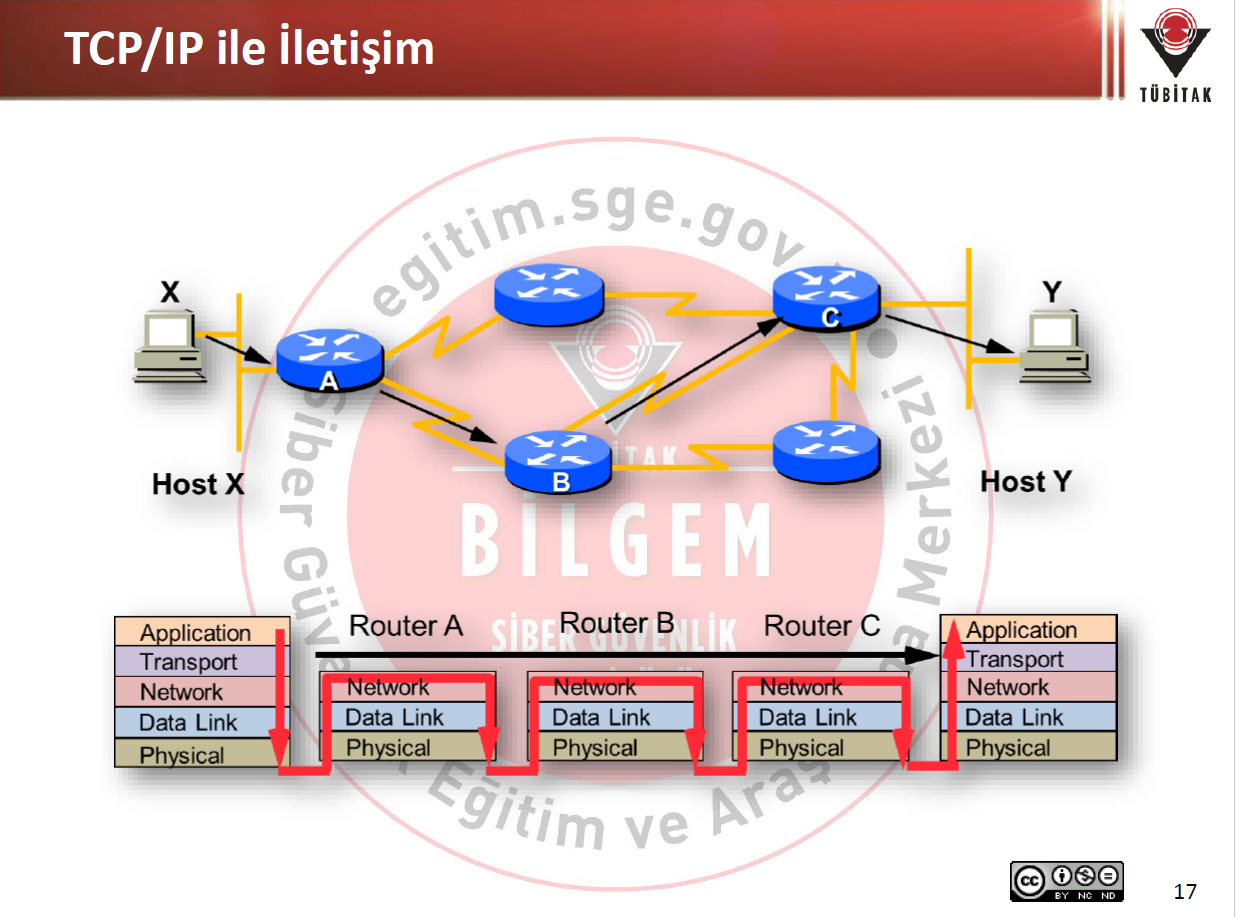 TCP/IP ile İletişim
TÜBİTAK
egitim.sge.gov
X
Y
A
B
C
Host X
Host Y
BİLGEM
SİBER GÜVENLİK
Siber Güvenlik Eğitim ve Araştırma Merkezi
Router A
Router B
Router C
Application
Transport
Network
Data Link
Physical
Network
Data Link
Physical
Network
Data Link
Physical
Network
Data Link
Physical
Application
Transport
Network
Data Link
Physical
cc
BY NC ND
17